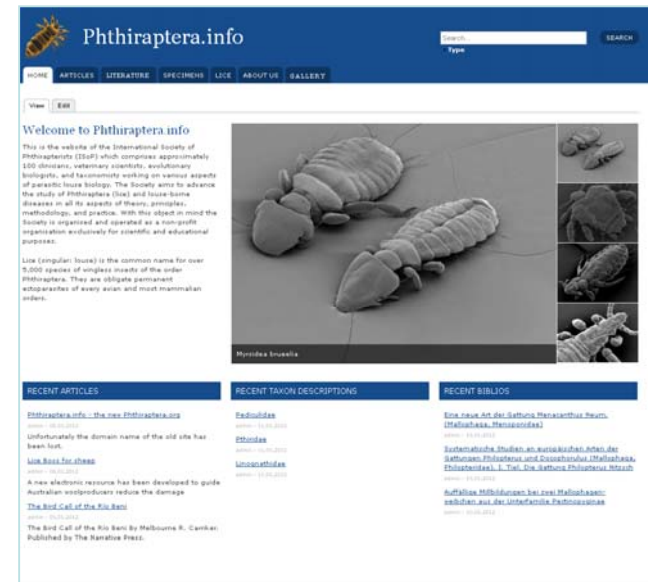 Phthiraptera.info
Search...
SEARCH
Type
HOME ARTICLES LITERATURE SPECIMENS LICE ABOUT US GALLERY
View Edit
Welcome to Phthiraptera.info
This is the website of the International Society of
Phthirapterists (ISoP) which comprises approximately
100 clinicians, veterinary scientists, evolutionary
biologists, and taxonomists working on various aspects
of parasitic louse biology. The Society aims to advance
the study of Phthiraptera (lice) and louse-borne
diseases in all its aspects of theory, principles,
methodology, and practice. With this object in mind the
Society is organised and operated as a non-profit
organisation exclusively for scientific and educational
purposes.
Lice (singular: louse) is the common name for over
5,000 species of wingless insects of the order
Phthiraptera. They are obligate permanent
ectoparasites of every avian and most mammalian
orders.
Myrsidea brueelia
RECENT ARTICLES
Phthiraptera.info - the new Phthiraptera.org
Unfortunately the domain name of the old site has
been lost.
Lice Boss for sheep
A new electronic resource has been developed to guide
Australian woolproducers reduce the damage
The Bird Call of the Rio Beni
The Bird Call of the Rio Beni By Melbourne R. Carriker.
Published by The Narrative Press.
RECENT TAXON DESCRIPTIONS
Pediculidae
Pthiridae
Linognathidae
RECENT BIBLIOS
Eine neue Art der Gattung Menacanthus Neum.
(Mallophaga, Menoponidae)
Systematische Studien an europäischen Arten der
Gattungen Philopterus und Docophorulus (Mallophaga,
Philopteridae). I. Tiel. Die Gattung Philopterus Nitzsch
Auffällige Mißbildungen bei zwei Mallophagen-
weibchen aus der Unterfamilie